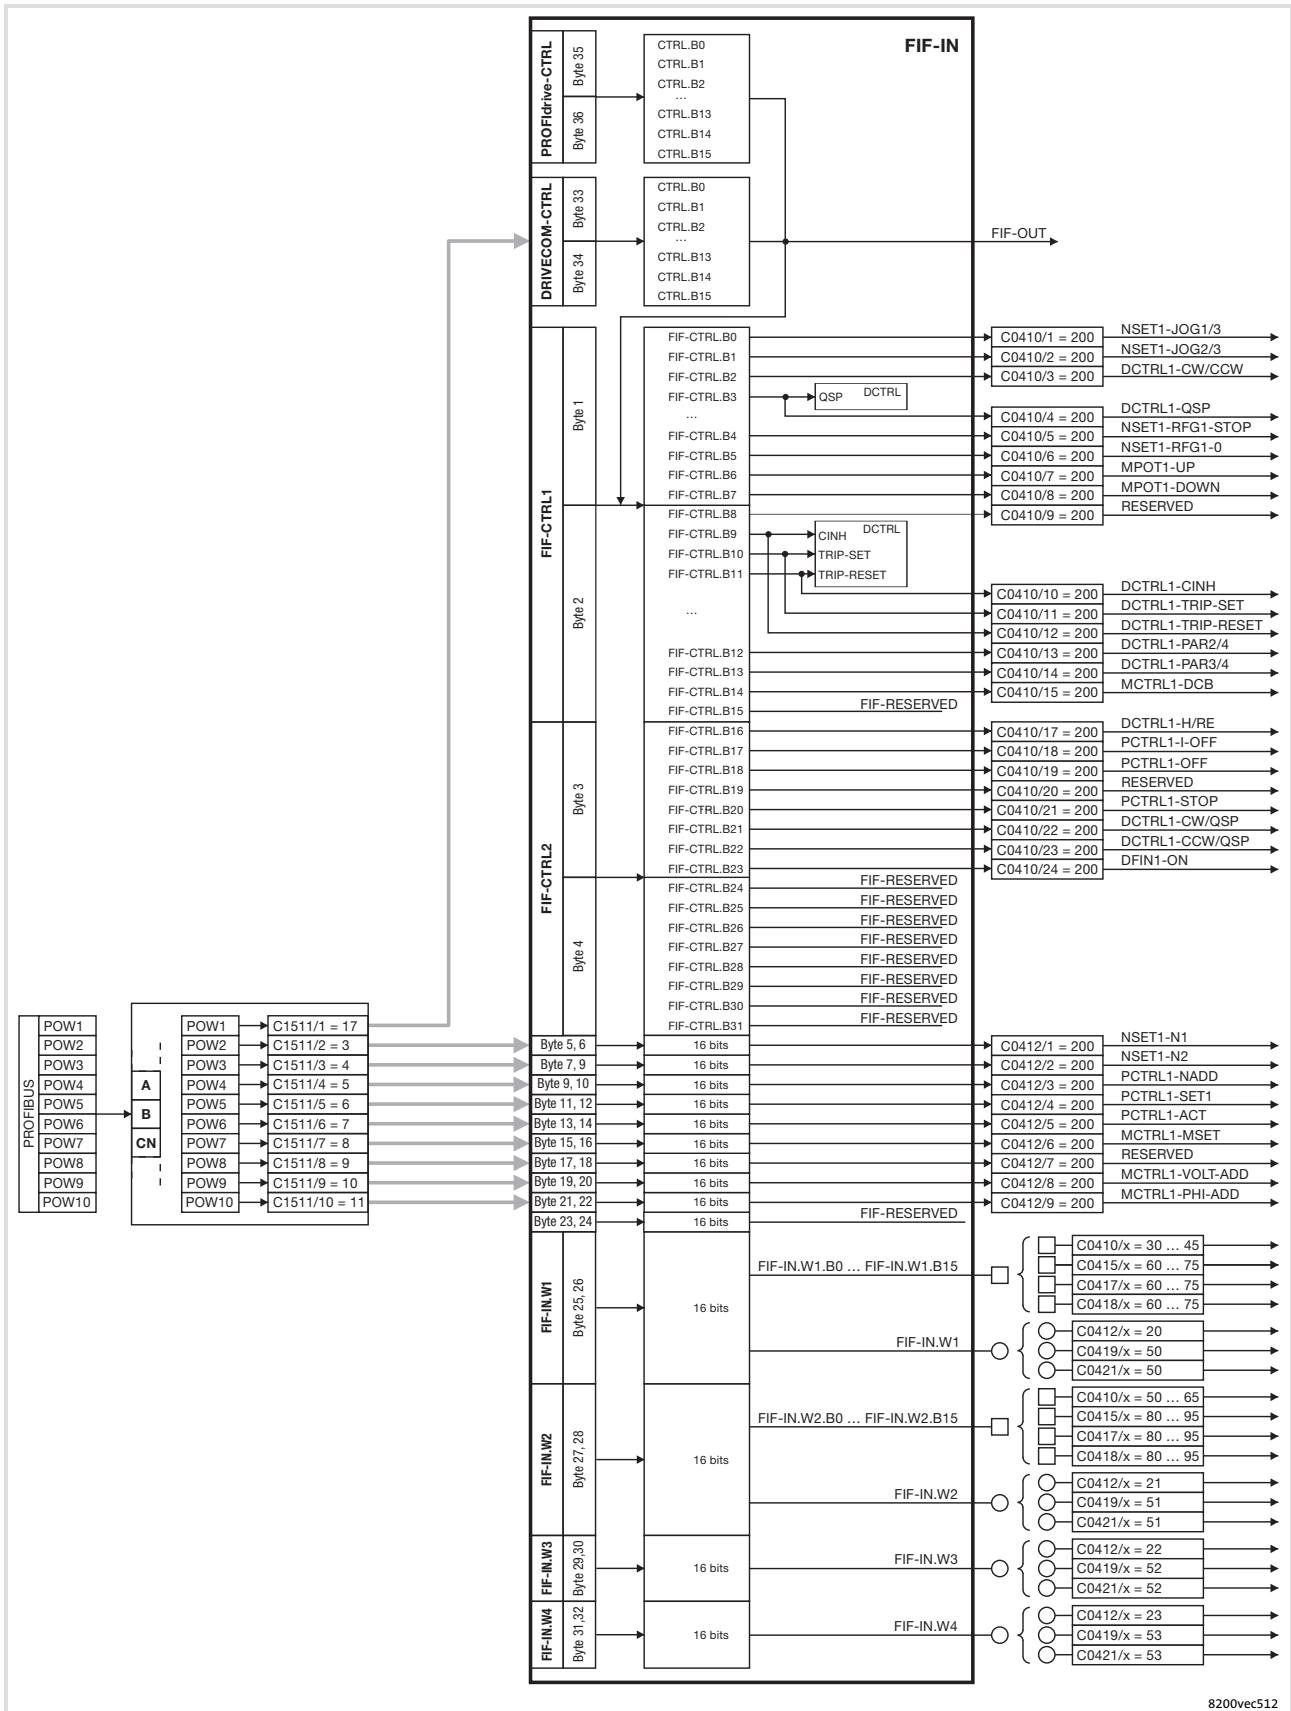 FIF-IN
PROFIdrive-CTRL
Byte 35
Byte 36
CTRL.B0
CTRL.B1
CTRL.B2
...
CTRL.B13
CTRL.B14
CTRL.B15
DRIVECOM-CTRL
Byte 33
Byte 34
CTRL.B0
CTRL.B1
CTRL.B2
...
CTRL.B13
CTRL.B14
CTRL.B15
FIF-OUT
FIF-CTRL1
Byte 1
Byte 2
FIF-CTRL.B0 C0410/1 = 200 NSET1-JOG1/3
FIF-CTRL.B1 C0410/2 = 200 NSET1-JOG2/3
FIF-CTRL.B2 C0410/3 = 200 DCTRL1-CW/CCW
FIF-CTRL.B3 QSP DCTRL
... C0410/4 = 200 DCTRL1-QSP
FIF-CTRL.B4 C0410/5 = 200 NSET1-RFG1-STOP
FIF-CTRL.B5 C0410/6 = 200 NSET1-RFG1-0
FIF-CTRL.B6 C0410/7 = 200 MPOT1-UP
FIF-CTRL.B7 C0410/8 = 200 MPOT1-DOWN
FIF-CTRL.B8 C0410/9 = 200 RESERVED
FIF-CTRL.B9 CINH DCTRL
FIF-CTRL.B10 TRIP-SET
FIF-CTRL.B11 TRIP-RESET
C0410/10 = 200 DCTRL1-CINH
... C0410/11 = 200 DCTRL1-TRIP-SET
C0410/12 = 200 DCTRL1-TRIP-RESET
FIF-CTRL.B12 C0410/13 = 200 DCTRL1-PAR2/4
FIF-CTRL.B13 C0410/14 = 200 DCTRL1-PAR3/4
FIF-CTRL.B14 C0410/15 = 200 MCTRL1-DCB
FIF-CTRL.B15 FIF-RESERVED
FIF-CTRL2
Byte 3
Byte 4
FIF-CTRL.B16 C0410/17 = 200 DCTRL1-H/RE
FIF-CTRL.B17 C0410/18 = 200 PCTRL1-I-OFF
FIF-CTRL.B18 C0410/19 = 200 PCTRL1-OFF
FIF-CTRL.B19 C0410/20 = 200 RESERVED
FIF-CTRL.B20 C0410/21 = 200 PCTRL1-STOP
FIF-CTRL.B21 C0410/22 = 200 DCTRL1-CW/QSP
FIF-CTRL.B22 C0410/23 = 200 DCTRL1-CCW/QSP
FIF-CTRL.B23 C0410/24 = 200 DFIN1-ON
FIF-CTRL.B24 FIF-RESERVED
FIF-CTRL.B25 FIF-RESERVED
FIF-CTRL.B26 FIF-RESERVED
FIF-CTRL.B27 FIF-RESERVED
FIF-CTRL.B28 FIF-RESERVED
FIF-CTRL.B29 FIF-RESERVED
FIF-CTRL.B30 FIF-RESERVED
FIF-CTRL.B31 FIF-RESERVED
PROFIBUS
A
B
CN
POW1 POW1 C1511/1 = 17
POW2 POW2 C1511/2 = 3 Byte 5, 6 16 bits C0412/1 = 200 NSET1-N1
POW3 POW3 C1511/3 = 4 Byte 7, 9 16 bits C0412/2 = 200 NSET1-N2
POW4 POW4 C1511/4 = 5 Byte 9, 10 16 bits C0412/3 = 200 PCTRL1-NADD
POW5 POW5 C1511/5 = 6 Byte 11, 12 16 bits C0412/4 = 200 PCTRL1-SET1
POW6 POW6 C1511/6 = 7 Byte 13, 14 16 bits C0412/5 = 200 PCTRL1-ACT
POW7 POW7 C1511/7 = 8 Byte 15, 16 16 bits C0412/6 = 200 MCTRL1-MSET
POW8 POW8 C1511/8 = 9 Byte 17, 18 16 bits C0412/7 = 200 RESERVED
POW9 POW9 C1511/9 = 10 Byte 19, 20 16 bits C0412/8 = 200 MCTRL1-VOLT-ADD
POW10 POW10 C1511/10 = 11 Byte 21, 22 16 bits C0412/9 = 200 MCTRL1-PHI-ADD
Byte 23, 24 16 bits FIF-RESERVED
FIF-IN.W1
Byte 25, 26
16 bits
FIF-IN.W1.B0 ... FIF-IN.W1.B15
C0410/x = 30 ... 45
C0415/x = 60 ... 75
C0417/x = 60 ... 75
C0418/x = 60 ... 75
FIF-IN.W1
C0412/x = 20
C0419/x = 50
C0421/x = 50
FIF-IN.W2
Byte 27, 28
16 bits
FIF-IN.W2.B0 ... FIF-IN.W2.B15
C0410/x = 50 ... 65
C0415/x = 80 ... 95
C0417/x = 80 ... 95
C0418/x = 80 ... 95
FIF-IN.W2
C0412/x = 21
C0419/x = 51
C0421/x = 51
FIF-IN.W3
Byte 29,30
16 bits
FIF-IN.W3
C0412/x = 22
C0419/x = 52
C0421/x = 52
FIF-IN.W4
Byte 31,32
16 bits
FIF-IN.W4
C0412/x = 23
C0419/x = 53
C0421/x = 53
8200vec512